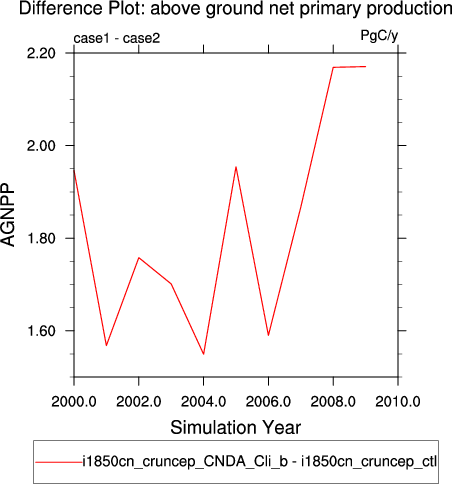 Difference Plot: above ground net primary production
case1 - case2
PgC/y
2.20
2.00
1.80
1.60
AGNPP
2000.0 2002.0 2004.0 2006.0 2008.0 2010.0
Simulation Year
i1850cn_cruncep_CNDA_Cli_b - i1850cn_cruncep_ctl